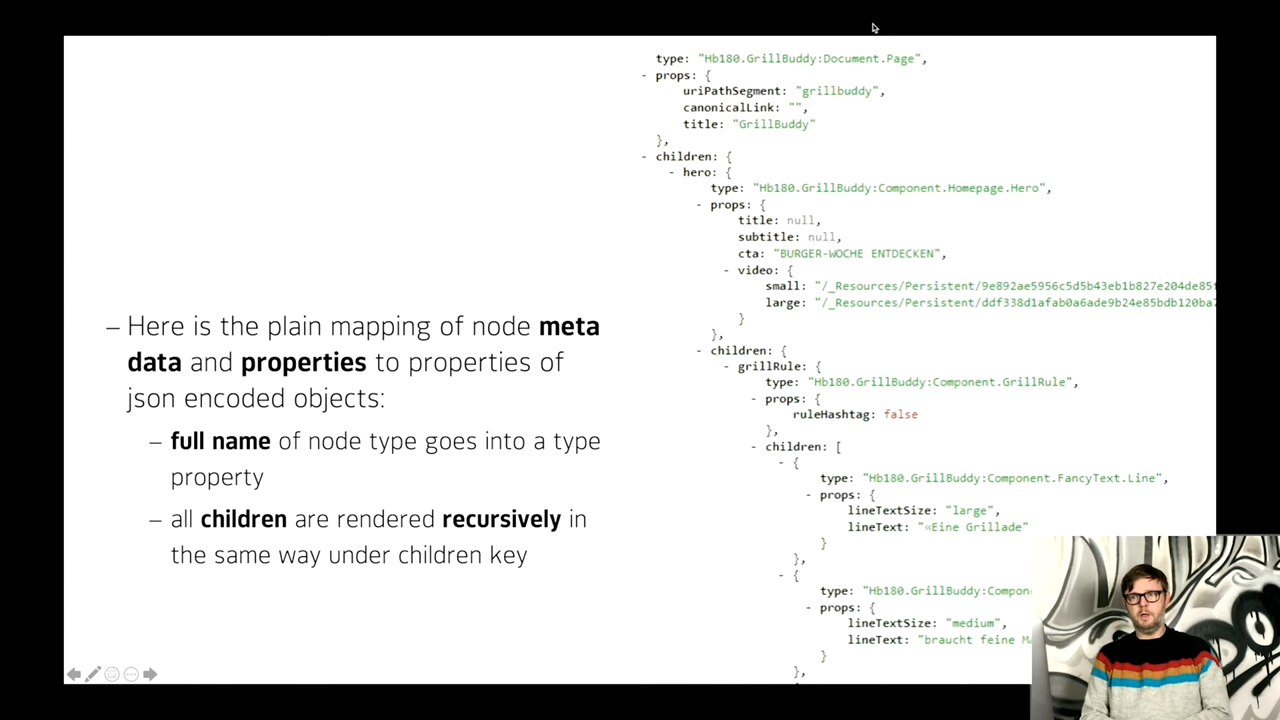 – Here is the plain mapping of node meta
data and properties to properties of
json encoded objects:
– full name of node type goes into a type
property
– all children are rendered recursively in
the same way under children key
type: "Hb180.GrillBuddy:Document.Page",
- props: {
uriPathSegment: "grillbuddy",
canonicalLink: "",
title: "GrillBuddy"
},
- children: {
- hero: {
type: "Hb180.GrillBuddy:Component.Homepage.Hero",
- props: {
title: null,
subtitle: null,
cta: "BURGER-WOCHE ENTDECKEN",
- video: {
small: "/_Resources/Persistent/9e892ae5956c5d5b43eb1b827e204de85f
large: "/_Resources/Persistent/ddf338d1afab0a6ade9b24e85bdb120ba7
}
},
- children: {
- grillRule: {
type: "Hb180.GrillBuddy:Component.GrillRule",
- props: {
ruleHashtag: false
},
- children: [
- {
type: "Hb180.GrillBuddy:Component.FancyText.Line",
- props: {
lineTextSize: "large",
lineText: "«Eine Grillade"
}
},
- {
type: "Hb180.GrillBuddy:Compon
- props: {
lineTextSize: "medium",
lineText: "braucht feine Ma
}
},